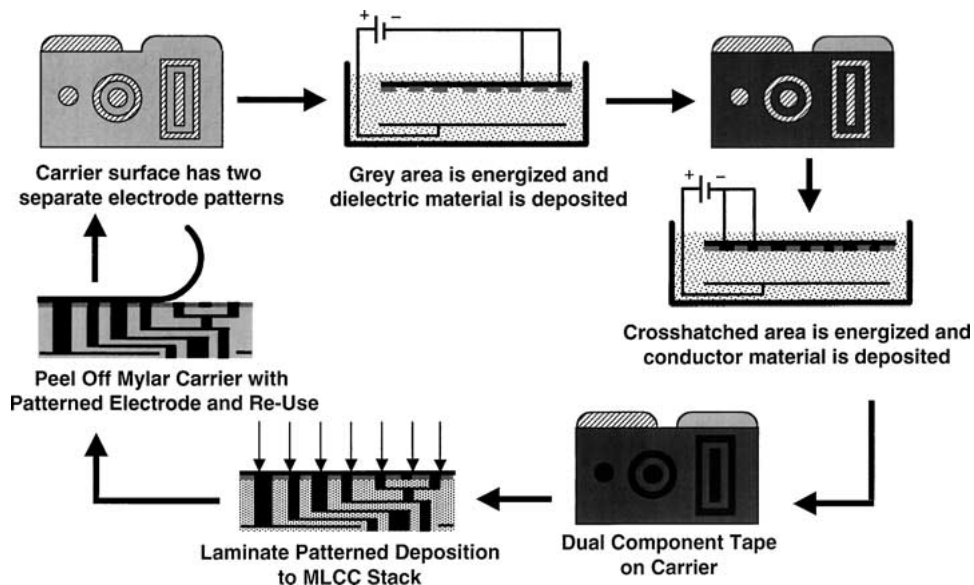 + −
Carrier surface has two
separate electrode patterns
Grey area is energized and
dielectric material is deposited
+ −
Crosshatched area is energized and
conductor material is deposited
Peel Off Mylar Carrier with
Patterned Electrode and Re-Use
Laminate Patterned Deposition
to MLCC Stack
Dual Component Tape
on Carrier